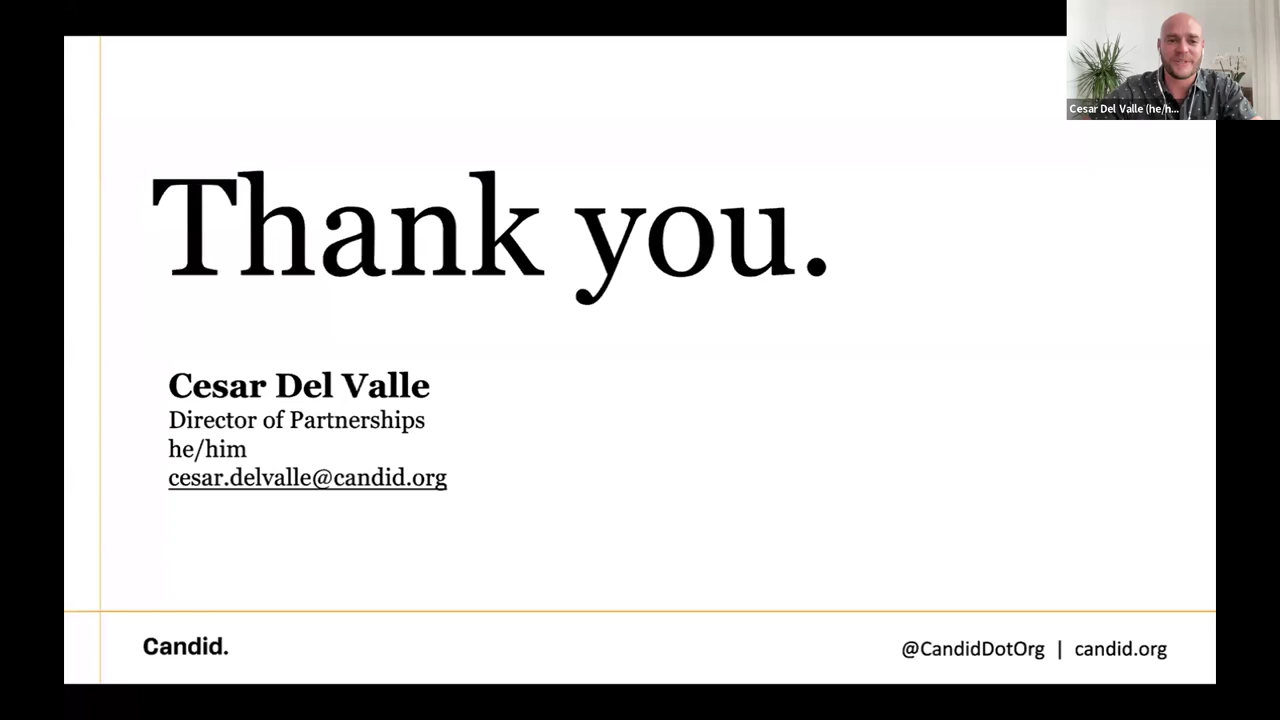 Cesar Del Valle (he/h...
Thank you.
Cesar Del Valle
Director of Partnerships
he/him
cesar.delvalle@candid.org
Candid.
@CandidDotOrg | candid.org